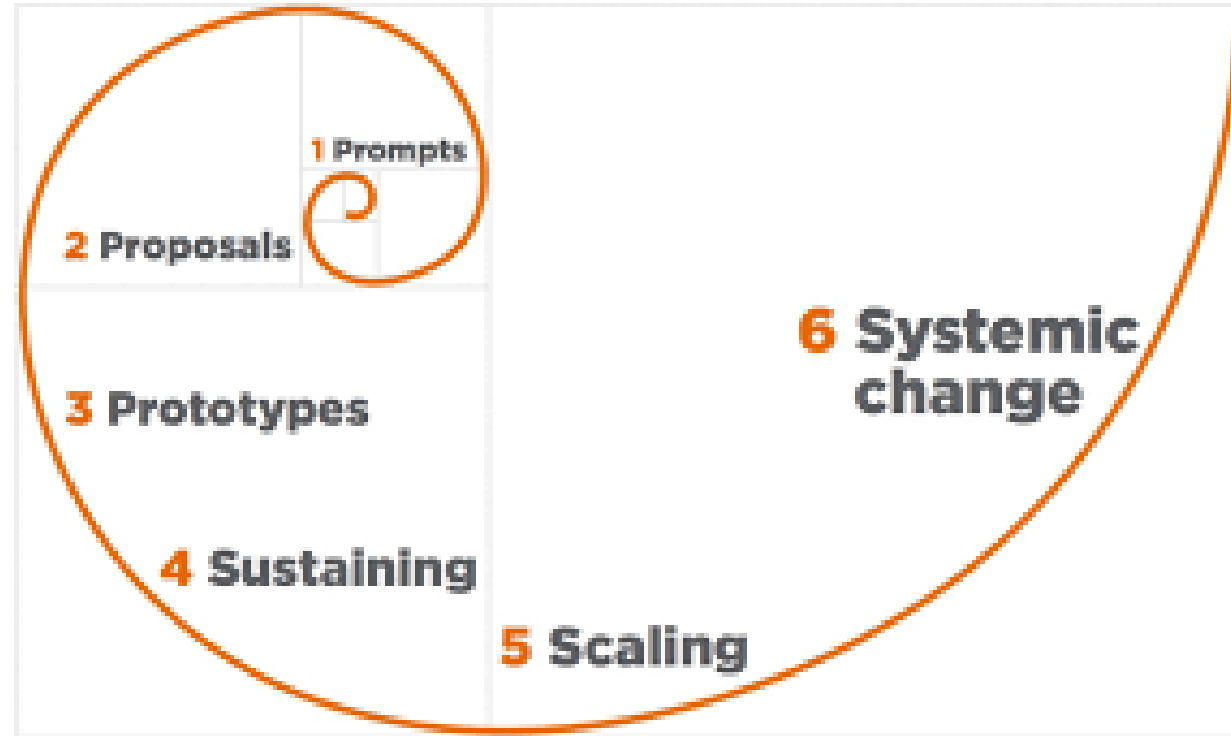 1 Prompts
2 Proposals
3 Prototypes
4 Sustaining
5 Scaling
6 Systemic
change